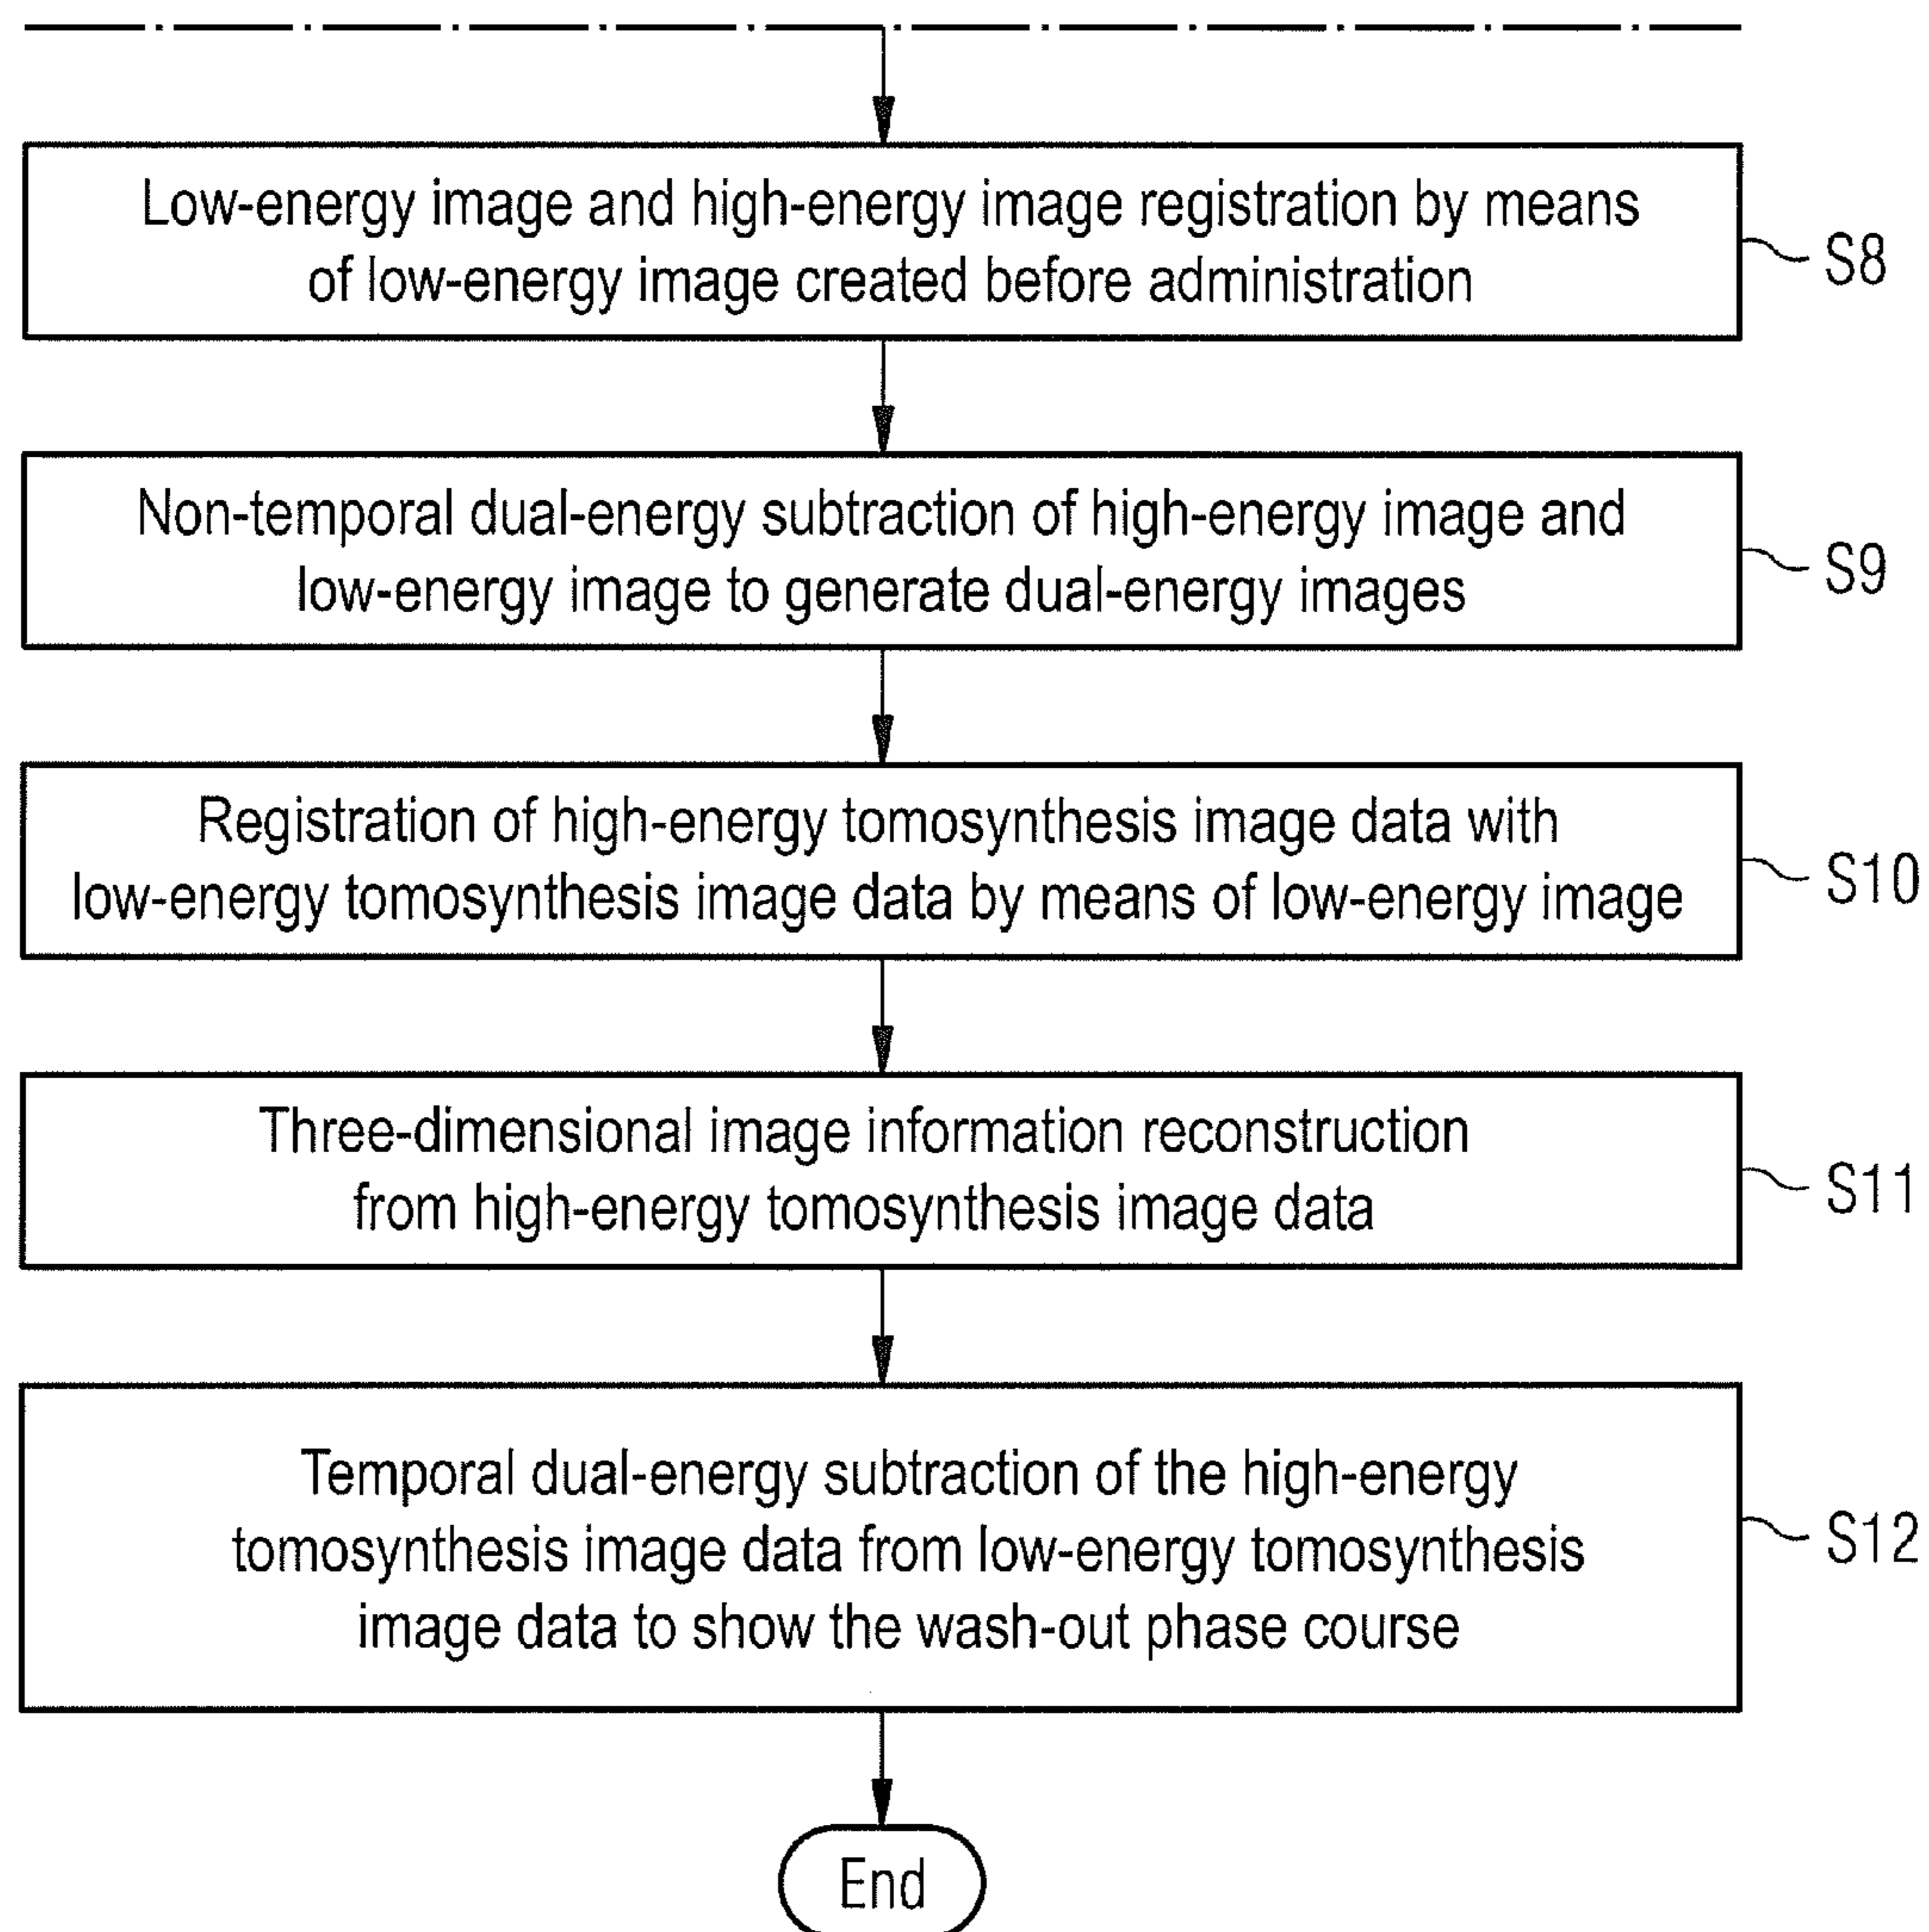 Low-energy image and high-energy image registration by means
of low-energy image created before administration
S8
Non-temporal dual-energy subtraction of high-energy image and
low-energy image to generate dual-energy images
S9
Registration of high-energy tomosynthesis image data with
low-energy tomosynthesis image data by means of low-energy image
S10
Three-dimensional image information reconstruction
from high-energy tomosynthesis image data
S11
Temporal dual-energy subtraction of the high-energy
tomosynthesis image data from low-energy tomosynthesis
image data to show the wash-out phase course
S12
End